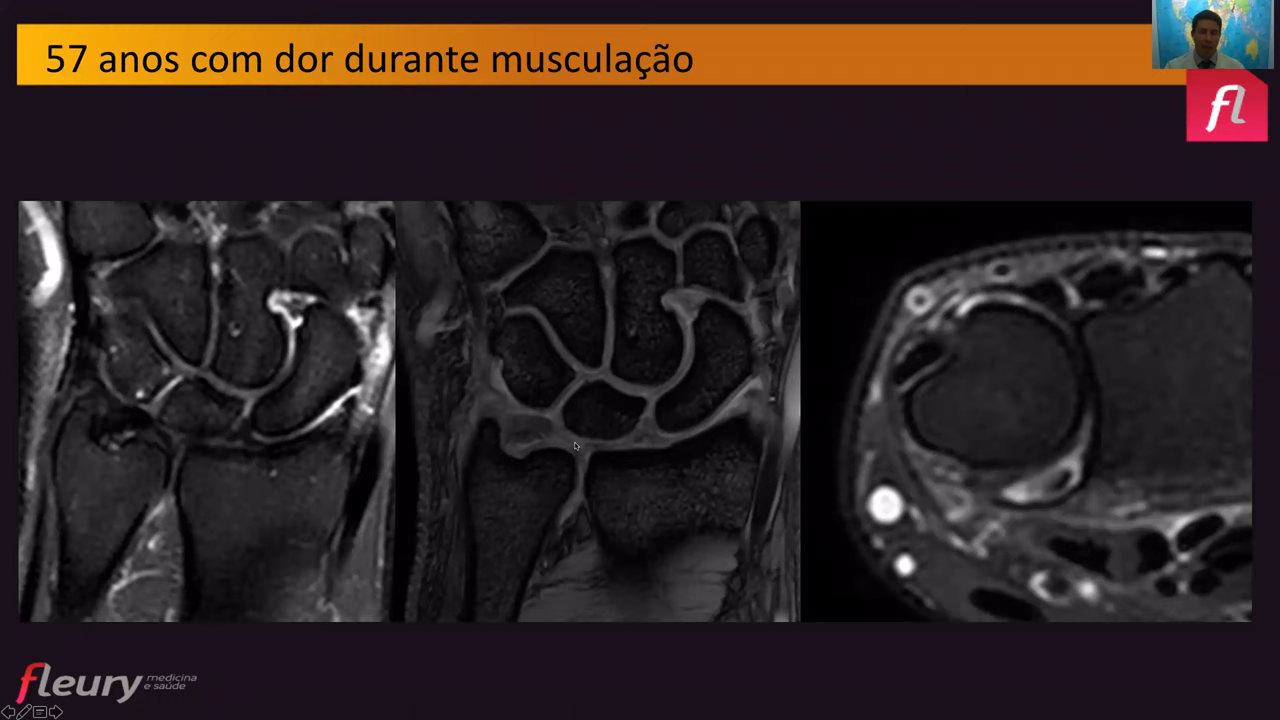 57 anos com dor durante musculação
fl
fleury medicina
e saúde